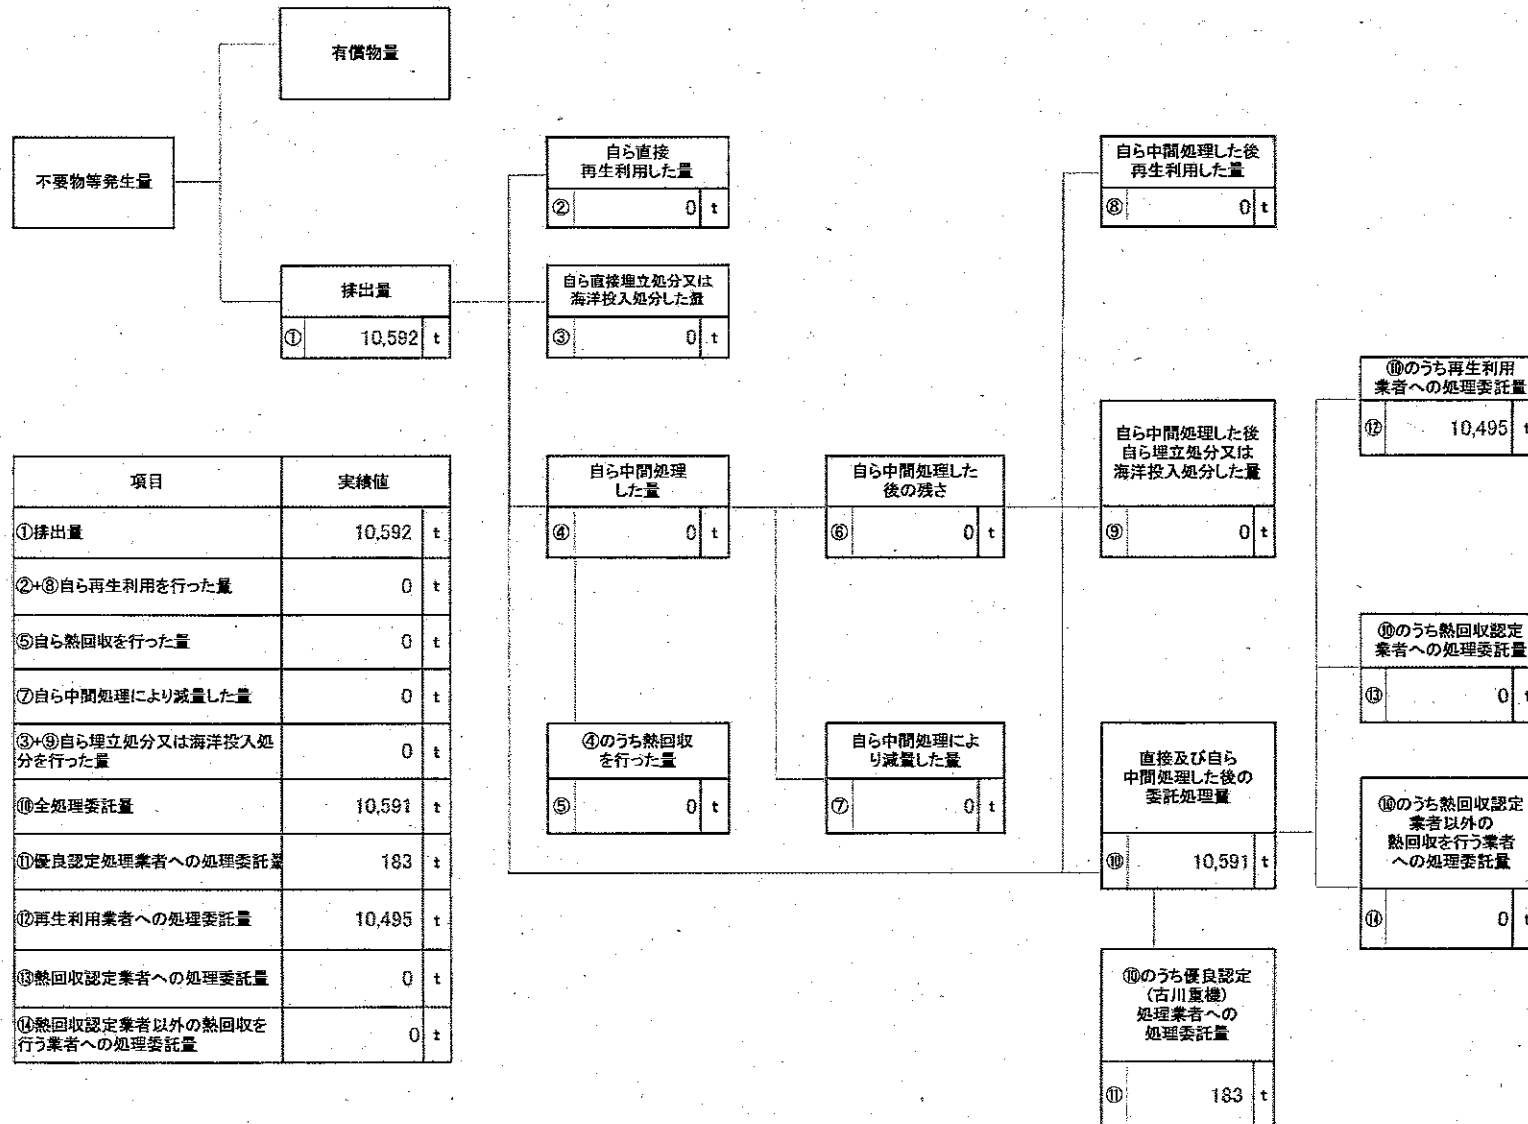 有償物量
不要物等発生量
排出量
① 10,592 t
自ら直接
再生利用した量
② 0 t
自ら直接埋立処分又は
海洋投入処分した量
③ 0 t
自ら中間処理
した量
④ 0 t
④のうち熱回収
を行った量
⑤ 0 t
自ら中間処理した
後の残さ
⑥ 0 t
自ら中間処理によ
り減量した量
⑦ 0 t
自ら中間処理した後
再生利用した量
⑧ 0 t
自ら中間処理した後
自ら埋立処分又は
海洋投入処分した量
⑨ 0 t
直接及び自ら
中間処理した後の
委託処理量
⑩ 10,591 t
⑩のうち優良認定
(古川重機)
処理業者への
処理委託量
⑪ 183 t
⑩のうち再生利用
業者への処理委託量
⑫ 10,495 t
⑩のうち熱回収認定
業者への処理委託量
⑬ 0 t
⑩のうち熱回収認定
業者以外の
熱回収を行う業者
への処理委託量
⑭ 0 t
項目 実績値
①排出量 10,592 t
②+⑧自ら再生利用を行った量 0 t
⑤自ら熱回収を行った量 0 t
⑦自ら中間処理により減量した量 0 t
③+⑨自ら埋立処分又は海洋投入処
分を行った量 0 t
⑩全処理委託量 10,591 t
⑪優良認定処理業者への処理委託量 183 t
⑫再生利用業者への処理委託量 10,495 t
⑬熱回収認定業者への処理委託量 0 t
⑭熱回収認定業者以外の熱回収を
行う業者への処理委託量 0 t